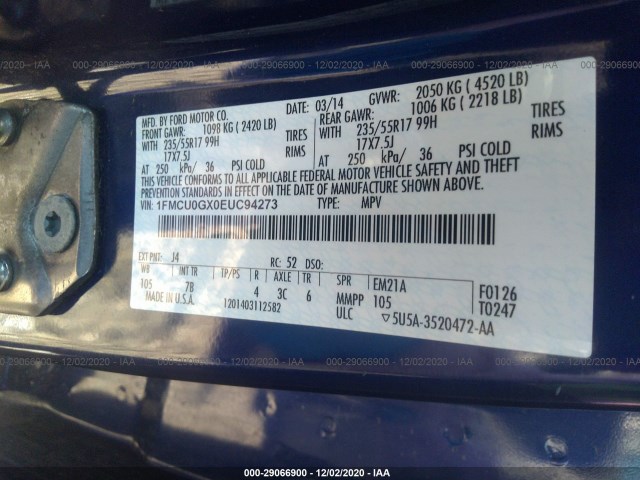 000-29066900 - 12/02/2020 - IAA
MFD. BY FORD MOTOR CO. DATE: 03/14 GVWR: 2050 KG ( 4520 LB)
FRONT GAWR: 1098 KG ( 2420 LB) REAR GAWR: 1006 KG ( 2218 LB)
WITH 235/55R17 99H TIRES WITH 235/55R17 99H TIRES
17X7.5J RIMS 17X7.5J RIMS
AT 250 kPa/ 36 PSI COLD AT 250 kPa/ 36 PSI COLD
THIS VEHICLE CONFORMS TO ALL APPLICABLE FEDERAL MOTOR VEHICLE SAFETY AND THEFT
PREVENTION STANDARDS IN EFFECT ON THE DATE OF MANUFACTURE SHOWN ABOVE.
VIN: 1FMCU0GX0EUC94273 TYPE: MPV
EXT PNT: J4 RC: 52 DSO:
WB INT TR TP/PS R AXLE TR SPR EM21A F0126
105 7B 4 3C 6 MMPP 105 T0247
MADE IN U.S.A. 1201403112582 ULC ▽5U5A-3520472-AA
000-29066900 - 12/02/2020 - IAA